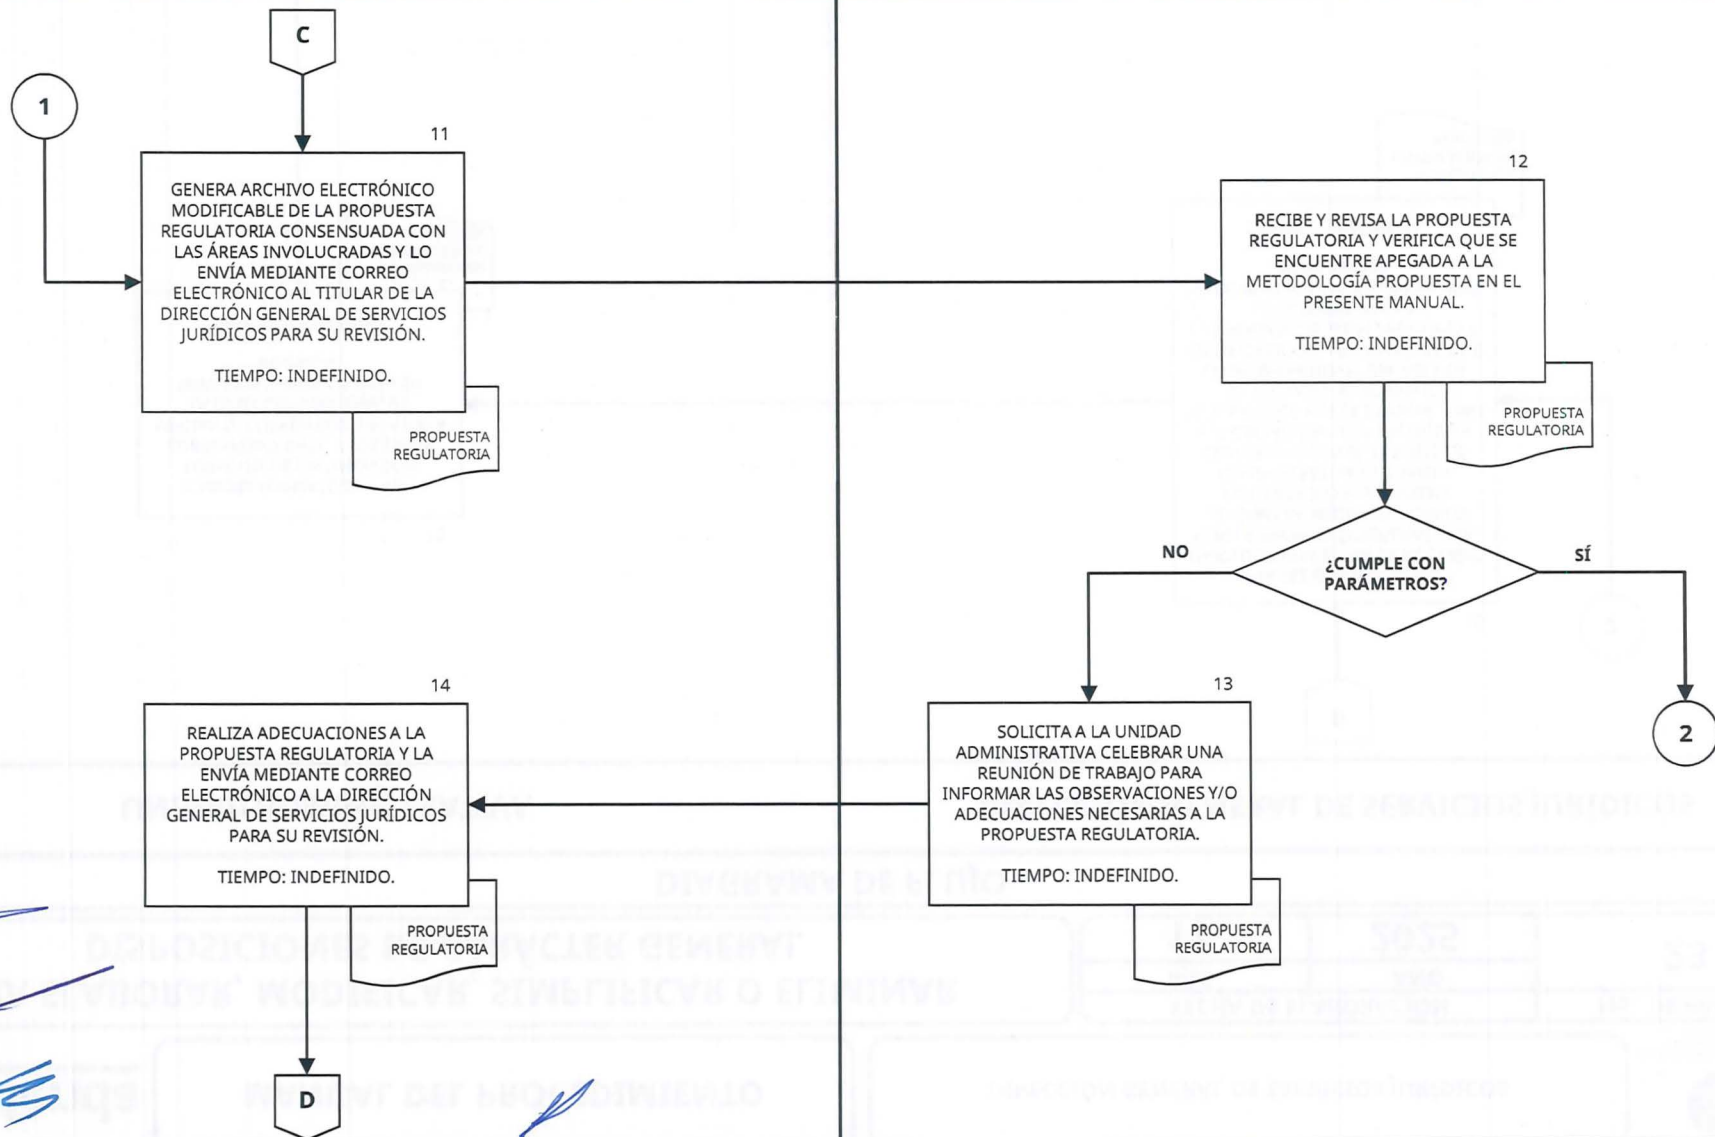 C
1
11
GENERA ARCHIVO ELECTRÓNICO
MODIFICABLE DE LA PROPUESTA
REGULATORIA CONSENSUADA CON
LAS ÁREAS INVOLUCRADAS Y LO
ENVÍA MEDIANTE CORREO
ELECTRÓNICO AL TITULAR DE LA
DIRECCIÓN GENERAL DE SERVICIOS
JURÍDICOS PARA SU REVISIÓN.
TIEMPO: INDEFINIDO.
PROPUESTA
REGULATORIA
12
RECIBE Y REVISA LA PROPUESTA
REGULATORIA Y VERIFICA QUE SE
ENCUENTRE APEGADA A LA
METODOLOGÍA PROPUESTA EN EL
PRESENTE MANUAL.
TIEMPO: INDEFINIDO.
PROPUESTA
REGULATORIA
NO
¿CUMPLE CON
PARÁMETROS?
SÍ
2
13
SOLICITA A LA UNIDAD
ADMINISTRATIVA CELEBRAR UNA
REUNIÓN DE TRABAJO PARA
INFORMAR LAS OBSERVACIONES Y/O
ADECUACIONES NECESARIAS A LA
PROPUESTA REGULATORIA.
TIEMPO: INDEFINIDO.
PROPUESTA
REGULATORIA
14
REALIZA ADECUACIONES A LA
PROPUESTA REGULATORIA Y LA
ENVÍA MEDIANTE CORREO
ELECTRÓNICO A LA DIRECCIÓN
GENERAL DE SERVICIOS JURÍDICOS
PARA SU REVISIÓN.
TIEMPO: INDEFINIDO.
PROPUESTA
REGULATORIA
D